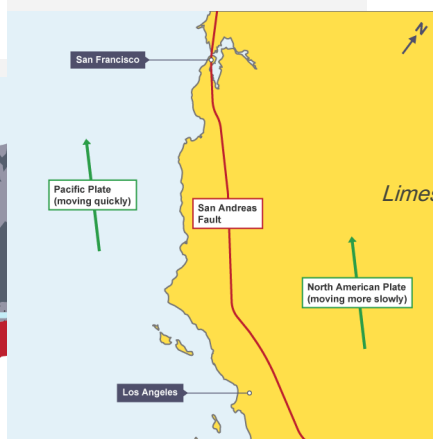 N
San Francisco
Pacific Plate
(moving quickly)
San Andreas
Fault
Limes
North American Plate
(moving more slowly)
Los Angeles